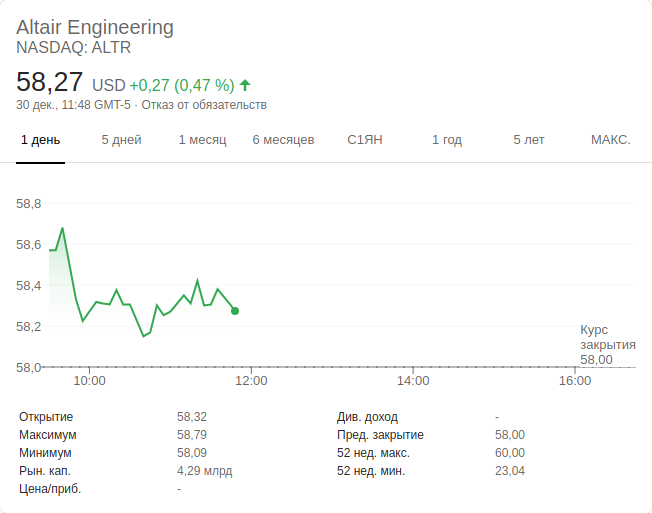 Altair Engineering
NASDAQ: ALTR
58,27 USD +0,27 (0,47 %)
30 дек., 11:48 GMT-5 · Отказ от обязательств
1 день 5 дней 1 месяц 6 месяцев С1ЯН 1 год 5 лет МАКС.
58,8
58,6
58,4
58,2
58,0
Курс
закрытия
58,00
10:00 12:00 14:00 16:00
Открытие 58,32 Див. доход -
Максимум 58,79 Пред. закрытие 58,00
Минимум 58,09 52 нед. макс. 60,00
Рын. кап. 4,29 млрд 52 нед. мин. 23,04
Цена/приб. -